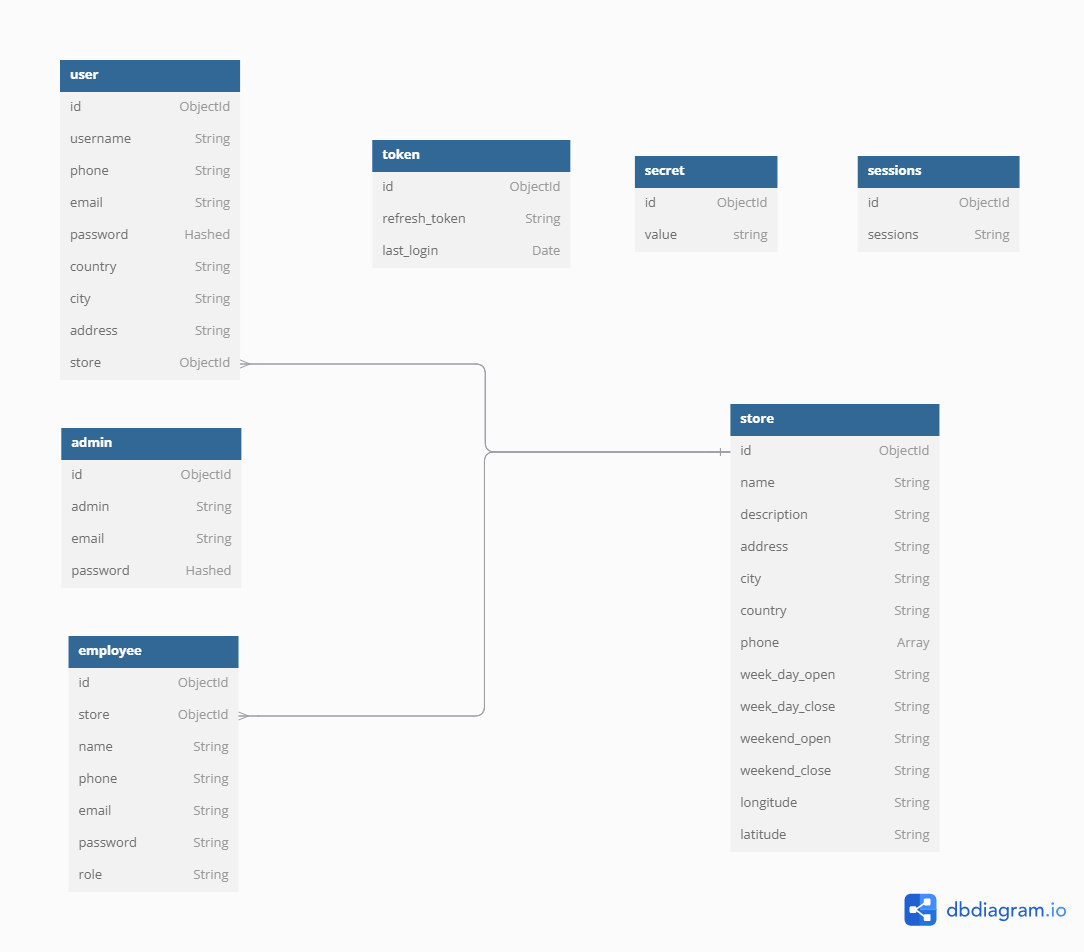 user
id ObjectId
username String
phone String
email String
password Hashed
country String
city String
address String
store ObjectId
token
id ObjectId
refresh_token String
last_login Date
secret
id ObjectId
value string
sessions
id ObjectId
sessions String
admin
id ObjectId
admin String
email String
password Hashed
employee
id ObjectId
store ObjectId
name String
phone String
email String
password String
role String
store
id ObjectId
name String
description String
address String
city String
country String
phone Array
week_day_open String
week_day_close String
weekend_open String
weekend_close String
longitude String
latitude String
dbdiagram.io